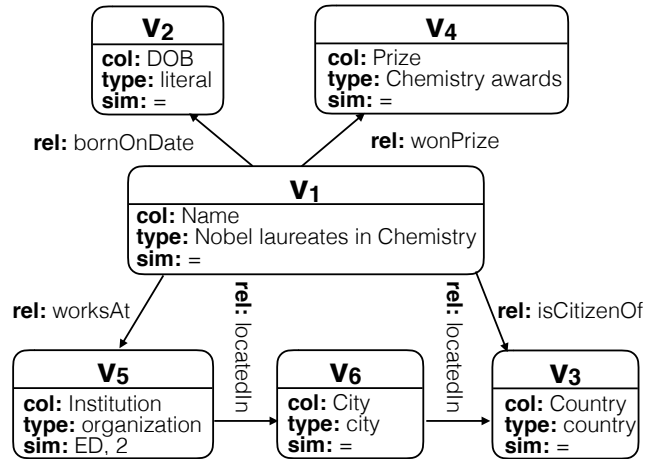 v2
col: DOB
type: literal
sim: =
v4
col: Prize
type: Chemistry awards
sim: =
rel: bornOnDate
rel: wonPrize
v1
col: Name
type: Nobel laureates in Chemistry
sim: =
rel: worksAt
rel: locatedIn
rel: locatedIn
rel: isCitizenOf
v5
col: Institution
type: organization
sim: ED, 2
v6
col: City
type: city
sim: =
v3
col: Country
type: country
sim: =